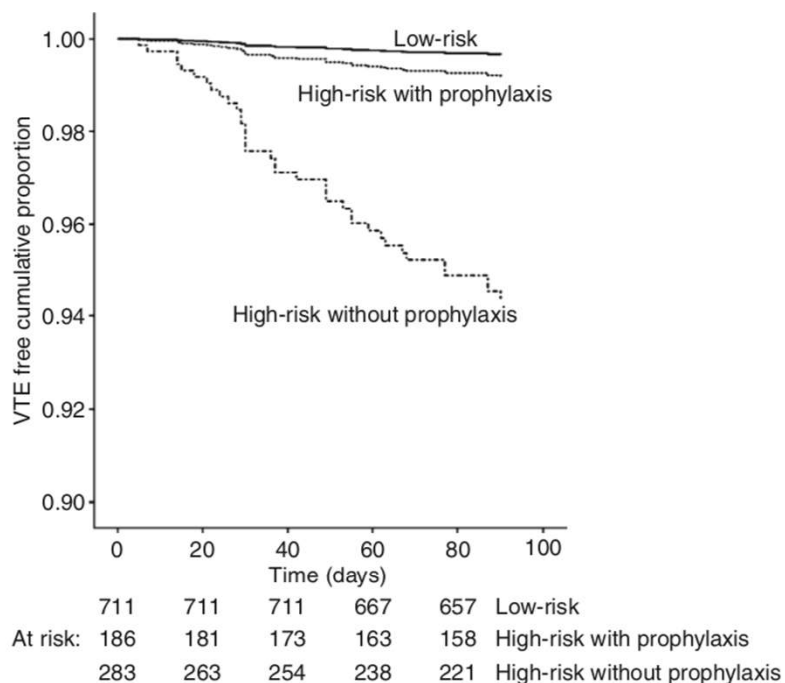 1.00
Low-risk
High-risk with prophylaxis
0.98
0.96
High-risk without prophylaxis
0.94
0.92
0.90
VTE free cumulative proportion
0 20 40 60 80 100
Time (days)
711 711 711 667 657 Low-risk
At risk: 186 181 173 163 158 High-risk with prophylaxis
283 263 254 238 221 High-risk without prophylaxis